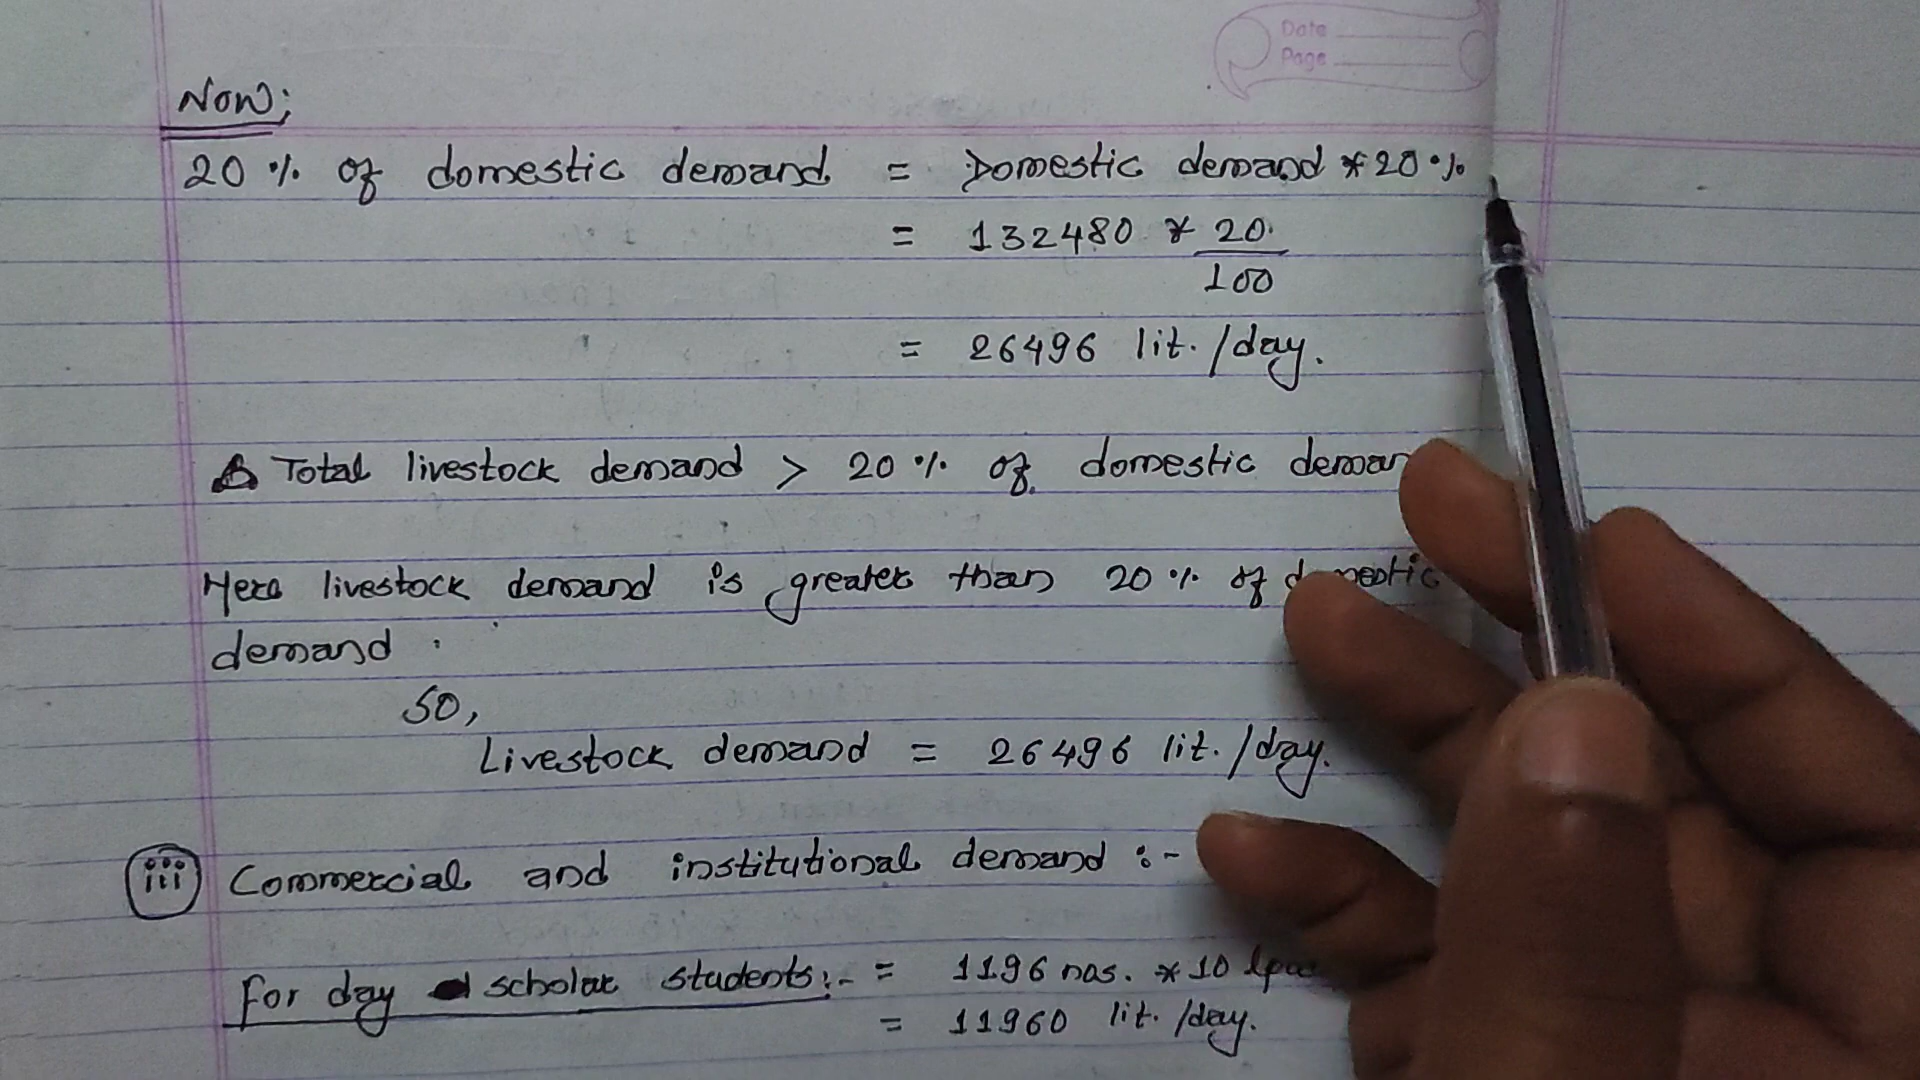 Date
Page
Now;
20 % of domestic demand = Domestic demand * 20 %
= 132480 * 20
100
= 26496 lit. /day.
Total livestock demand > 20 % of domestic deman
Here livestock demand is greater than 20 % of domestic
demand.
So,
Livestock demand = 26496 lit. /day.
iii Commercial and institutional demand :-
For day scholar students:- = 1196 nos. * 10
= 11960 lit. /day.